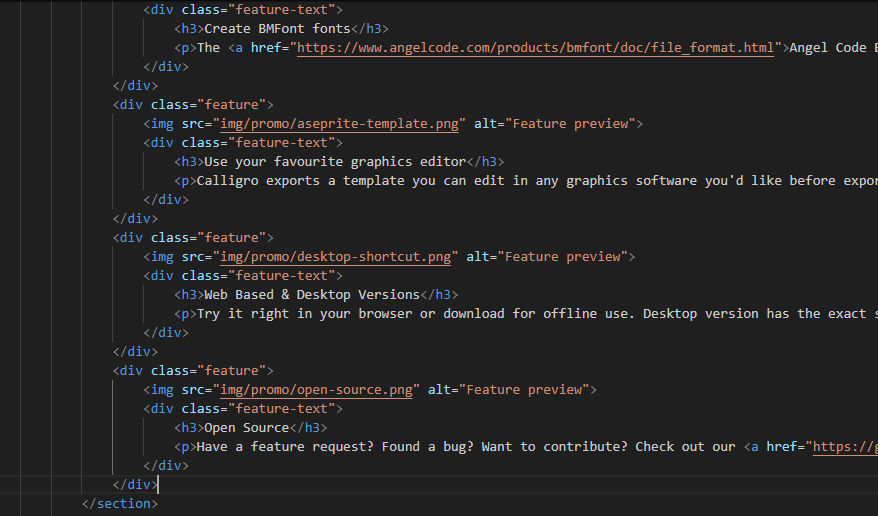 <div class="feature-text">
<h3>Create BMFont fonts</h3>
<p>The <a href="https://www.angelcode.com/products/bmfont/doc/file_format.html">Angel Code
</div>
</div>
<div class="feature">
<img src="img/promo/aseprite-template.png" alt="Feature preview">
<div class="feature-text">
<h3>Use your favourite graphics editor</h3>
<p>Calligro exports a template you can edit in any graphics software you'd like before expor
</div>
</div>
<div class="feature">
<img src="img/promo/desktop-shortcut.png" alt="Feature preview">
<div class="feature-text">
<h3>Web Based & Desktop Versions</h3>
<p>Try it right in your browser or download for offline use. Desktop version has the exact s
</div>
</div>
<div class="feature">
<img src="img/promo/open-source.png" alt="Feature preview">
<div class="feature-text">
<h3>Open Source</h3>
<p>Have a feature request? Found a bug? Want to contribute? Check out our <a href="https://g
</div>
</div>
</section>